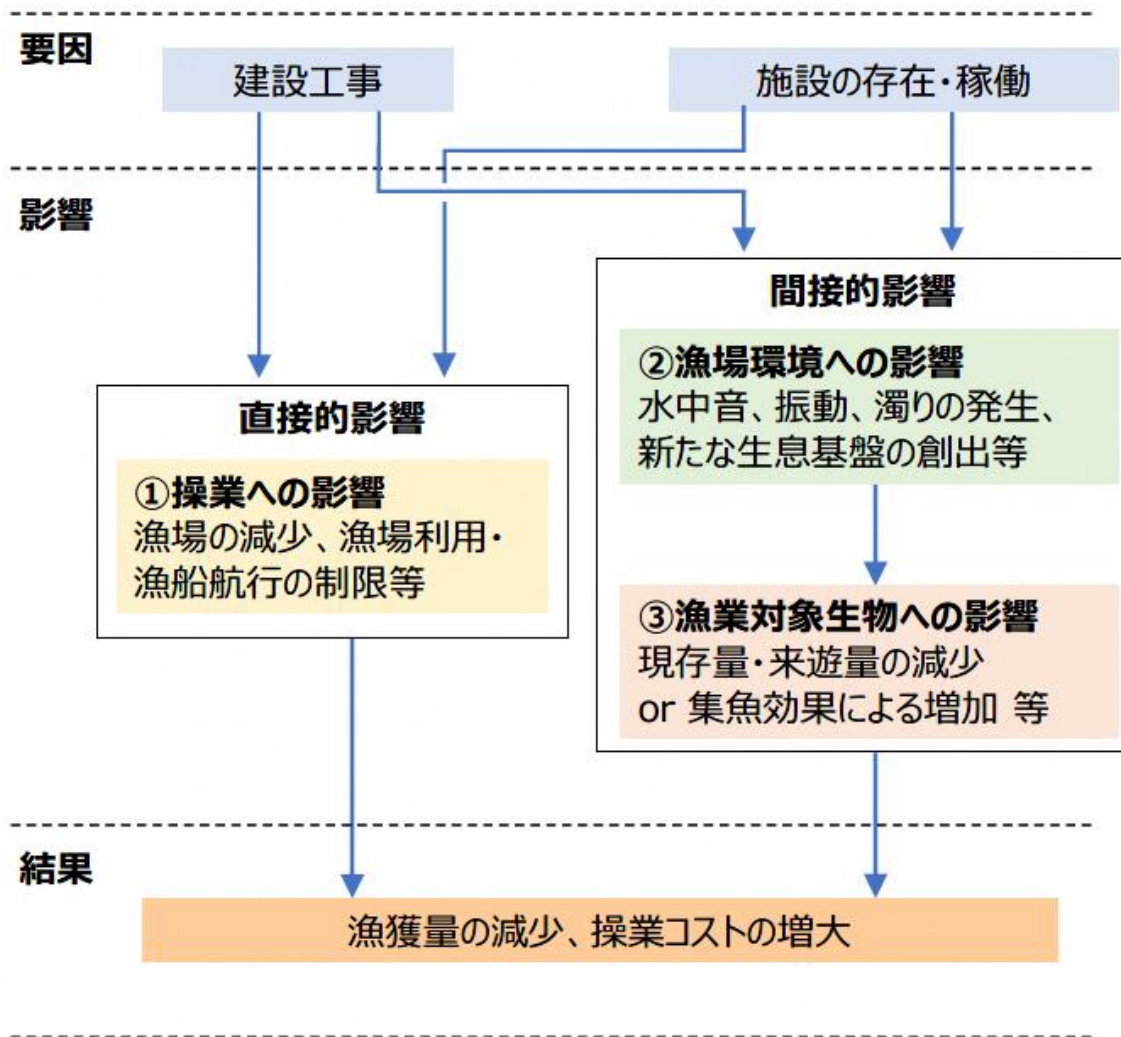 要因
建設工事
施設の存在・稼働
影響
間接的影響
②漁場環境への影響
水中音、振動、濁りの発生、
新たな生息基盤の創出等
直接的影響
①操業への影響
漁場の減少、漁場利用・
漁船航行の制限等
③漁業対象生物への影響
現存量・来遊量の減少
or 集魚効果による増加 等
結果
漁獲量の減少、操業コストの増大